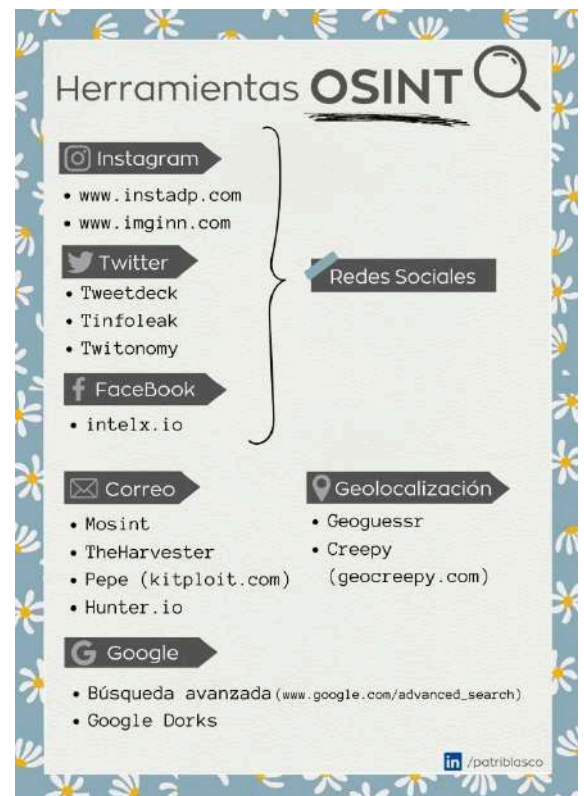 Herramientas OSINT
Instagram
• www.instadp.com
• www.imginn.com
Twitter
• Tweetdeck
• Tinfoleak
• Twitonomy
FaceBook
• intelx.io
Redes Sociales
Correo
• Mosint
• TheHarvester
• Pepe (kitploit.com)
• Hunter.io
Geolocalización
• Geoguessr
• Creepy
(geocreepy.com)
Google
• Búsqueda avanzada (www.google.com/advanced_search)
• Google Dorks
in /patriblasco